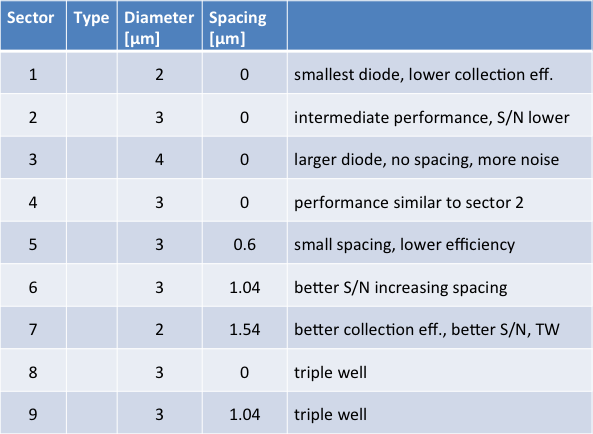 Sector Type Diameter [µm] Spacing [µm]
1 2 0 smallest diode, lower collection eff.
2 3 0 intermediate performance, S/N lower
3 4 0 larger diode, no spacing, more noise
4 3 0 performance similar to sector 2
5 3 0.6 small spacing, lower efficiency
6 3 1.04 better S/N increasing spacing
7 2 1.54 better collection eff., better S/N, TW
8 3 0 triple well
9 3 1.04 triple well